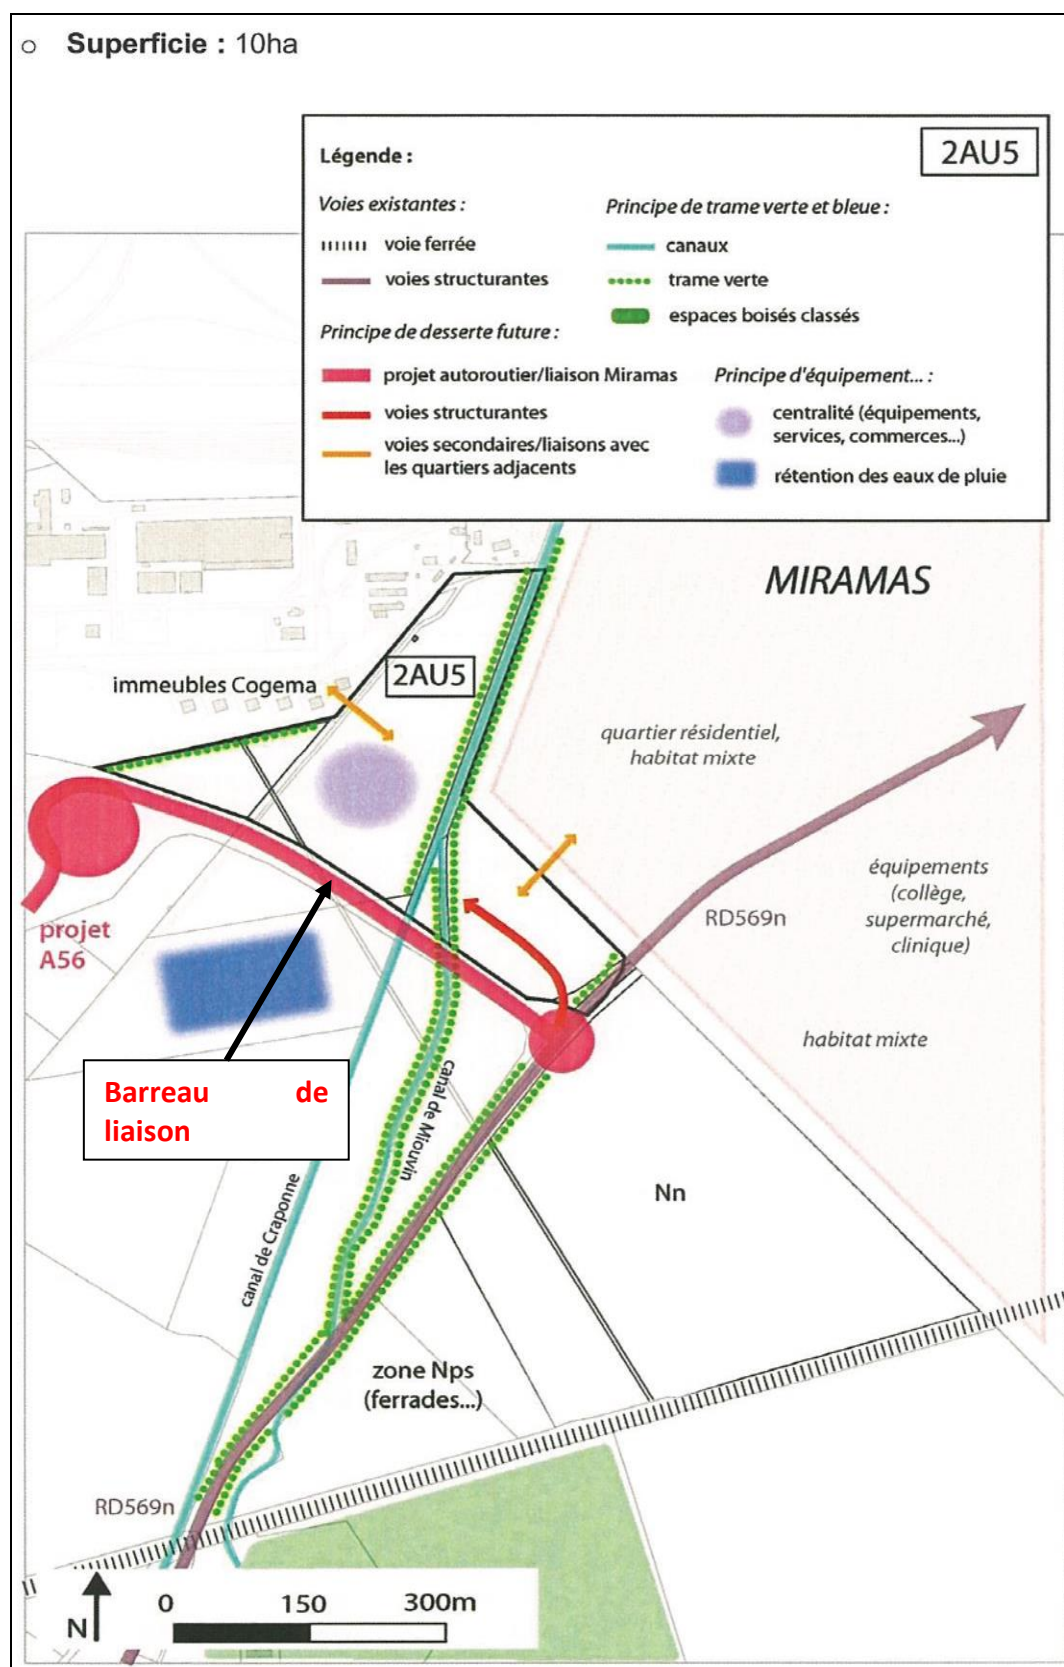 o Superficie : 10ha
2AU5
Légende :
Voies existantes :
voie ferrée
voies structurantes
Principe de desserte future :
projet autoroutier/liaison Miramas
voies structurantes
voies secondaires/liaisons avec
les quartiers adjacents
Principe de trame verte et bleue :
canaux
trame verte
espaces boisés classés
Principe d'équipement... :
centralité (équipements,
services, commerces...)
rétention des eaux de pluie
MIRAMAS
2AU5
immeubles Cogema
quartier résidentiel,
habitat mixte
équipements
(collège,
supermarché,
clinique)
RD569n
projet
A56
habitat mixte
Barreau de
liaison
canal de Miouvin
canal de Craponne
Nn
zone Nps
(ferrades...)
RD569n
0 150 300m
N